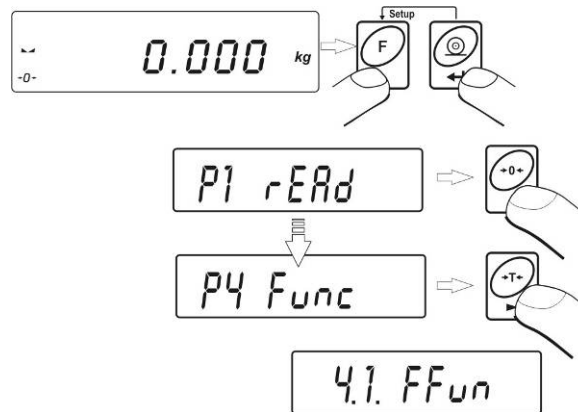 Setup
0.000 kg
-0-
F
P1 rEAd
→0←
P4 Func
→T←
4.1. FFun